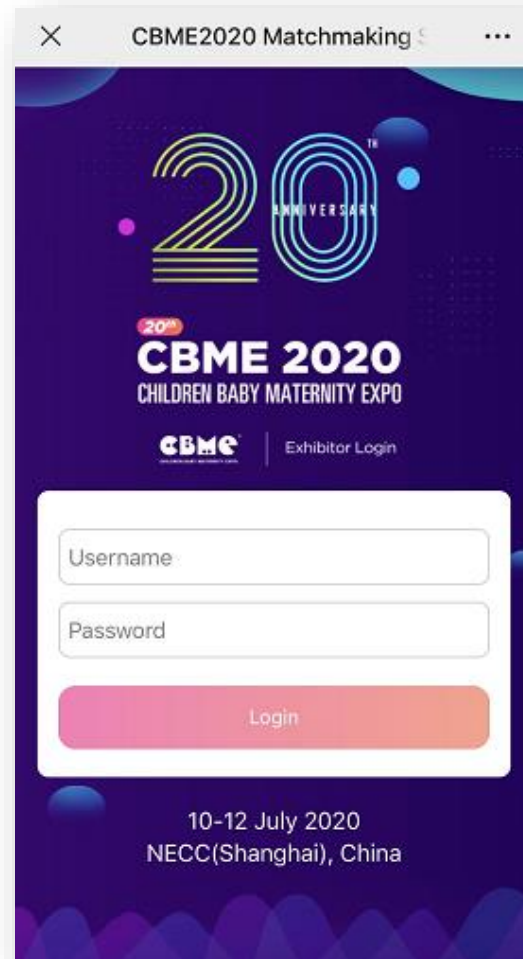 CBME2020 Matchmaking
20
TH
ANNIVERSARY
20th
CBME 2020
CHILDREN BABY MATERNITY EXPO
CBME
Exhibitor Login
Username
Password
Login
10-12 July 2020
NECC(Shanghai), China